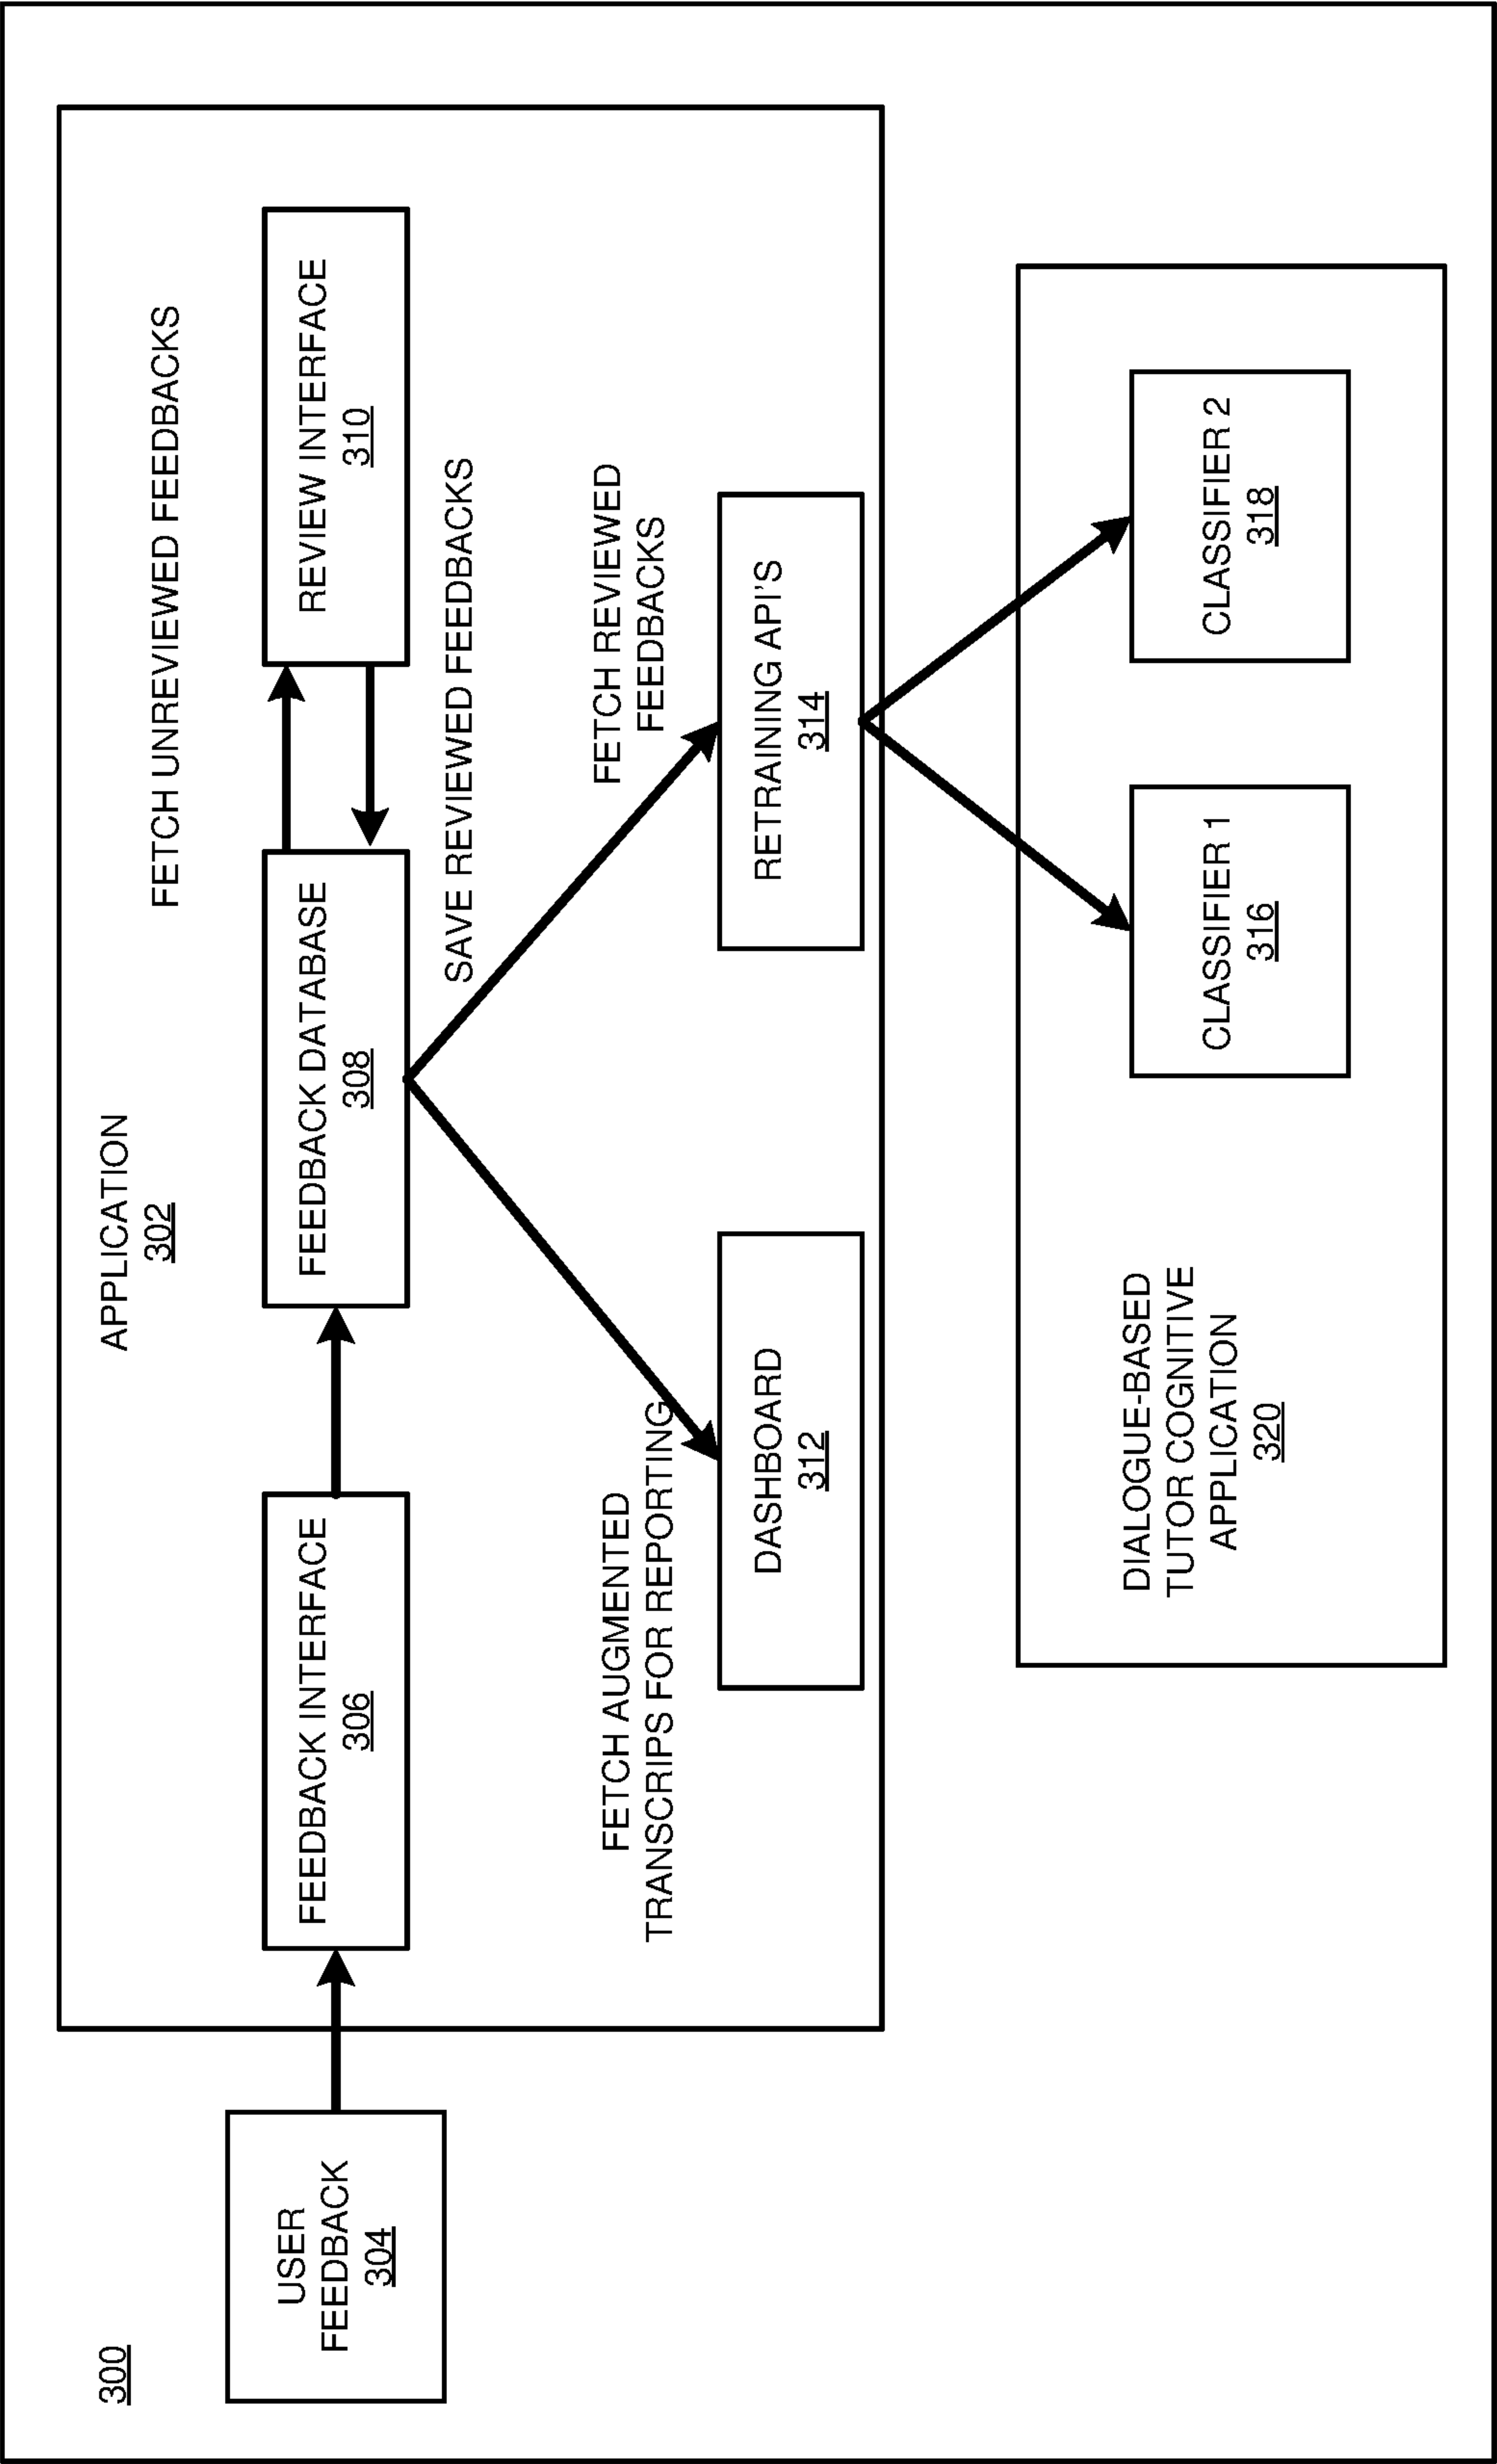 300
APPLICATION
302
FETCH UNREVIEWED FEEDBACKS
USER
FEEDBACK
304
FEEDBACK INTERFACE
306
FEEDBACK DATABASE
308
REVIEW INTERFACE
310
SAVE REVIEWED FEEDBACKS
FETCH AUGMENTED
TRANSCRIPS FOR REPORTING
FETCH REVIEWED
FEEDBACKS
DASHBOARD
312
RETRAINING API'S
314
DIALOGUE-BASED
TUTOR COGNITIVE
APPLICATION
320
CLASSIFIER 1
316
CLASSIFIER 2
318